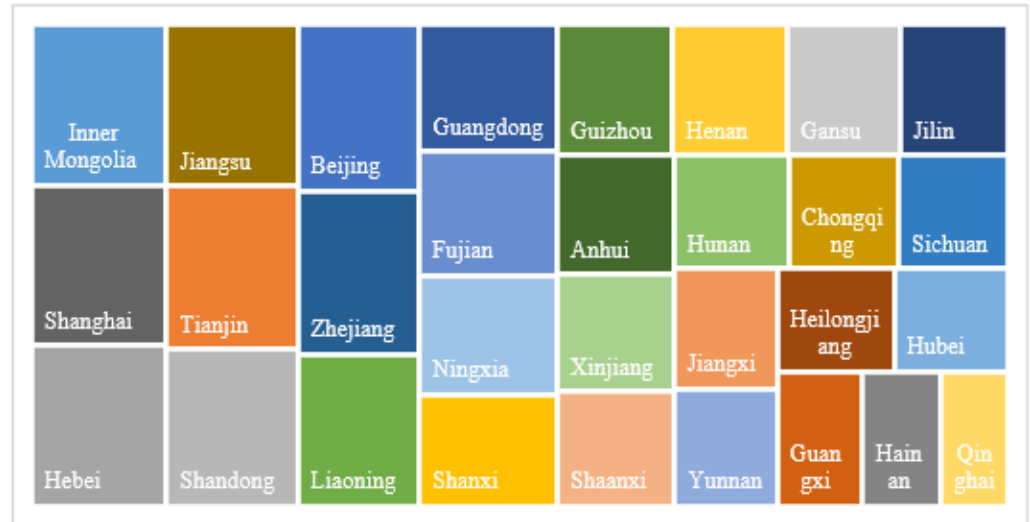 Inner
Mongolia
Jiangsu
Beijing
Guangdong
Guizhou
Henan
Gansu
Jilin
Shanghai
Tianjin
Zhejiang
Fujian
Anhui
Hunan
Chongqi
ng
Sichuan
Ningxia
Xinjiang
Jiangxi
Heilongji
ang
Hubei
Hebei
Shandong
Liaoning
Shanxi
Shaanxi
Yunnan
Guan
gxi
Hain
an
Qin
ghai